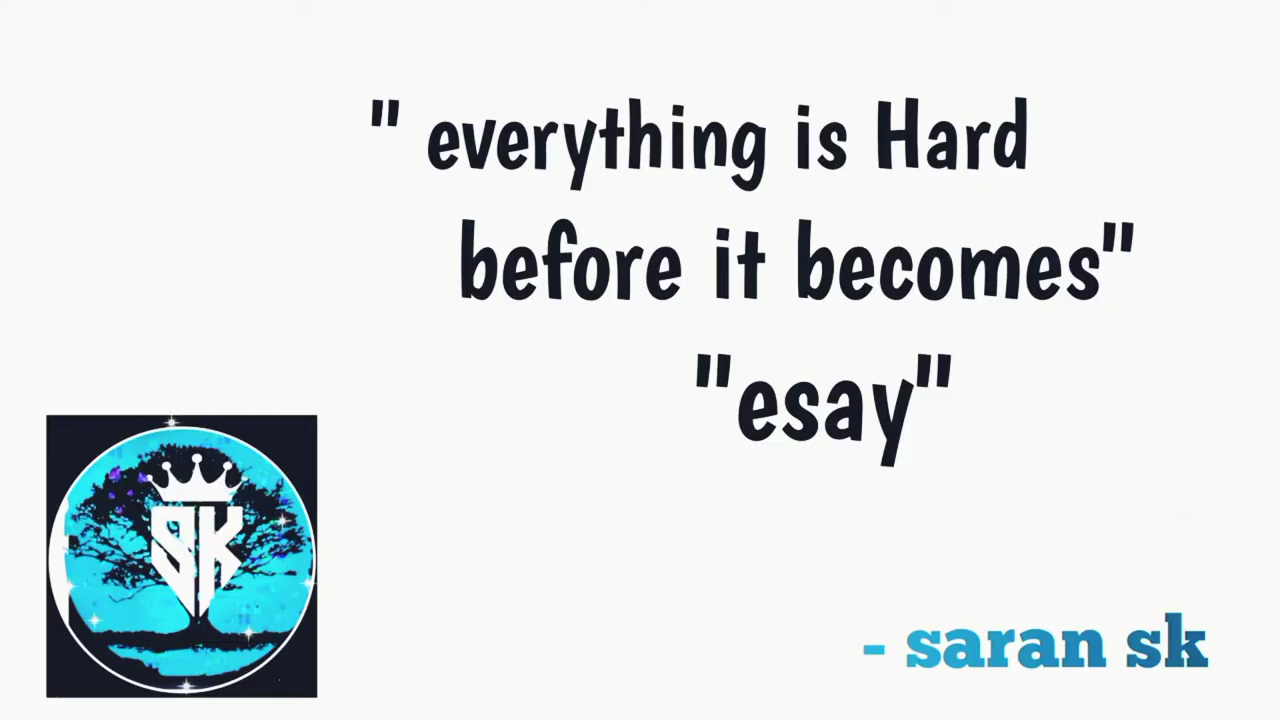 " everything is Hard
before it becomes"
"esay"
SK
- saran sk